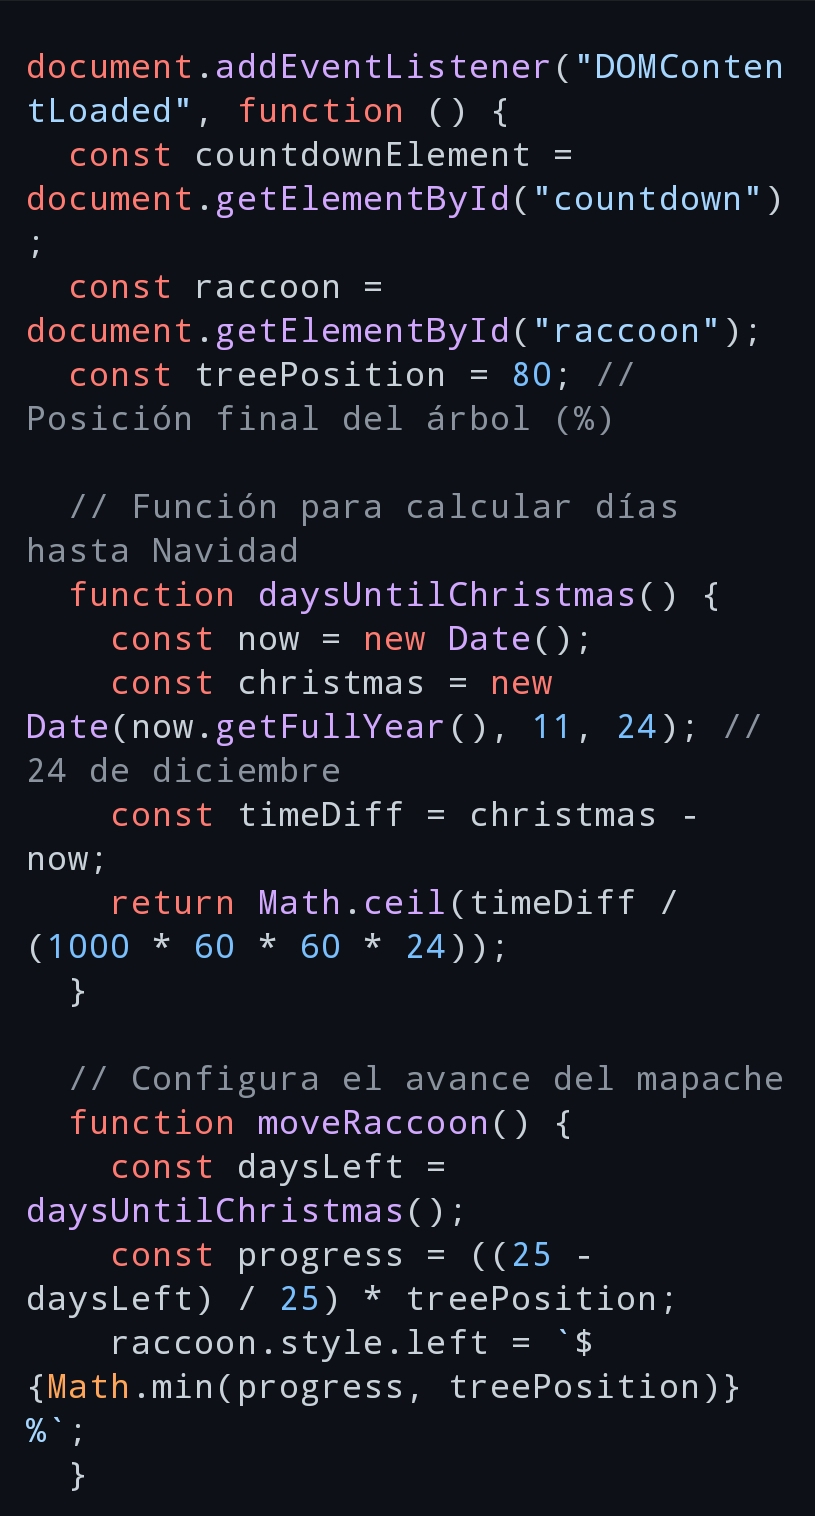 document.addEventListener("DOMConten
tLoaded", function () {
  const countdownElement =
document.getElementById("countdown")
;
  const raccoon =
document.getElementById("raccoon");
  const treePosition = 80; //
Posición final del árbol (%)

  // Función para calcular días
hasta Navidad
  function daysUntilChristmas() {
    const now = new Date();
    const christmas = new
Date(now.getFullYear(), 11, 24); //
24 de diciembre
    const timeDiff = christmas -
now;
    return Math.ceil(timeDiff /
(1000 * 60 * 60 * 24));
  }

  // Configura el avance del mapache
  function moveRaccoon() {
    const daysLeft =
daysUntilChristmas();
    const progress = ((25 -
daysLeft) / 25) * treePosition;
    raccoon.style.left = `$
{Math.min(progress, treePosition)}
%`;
  }